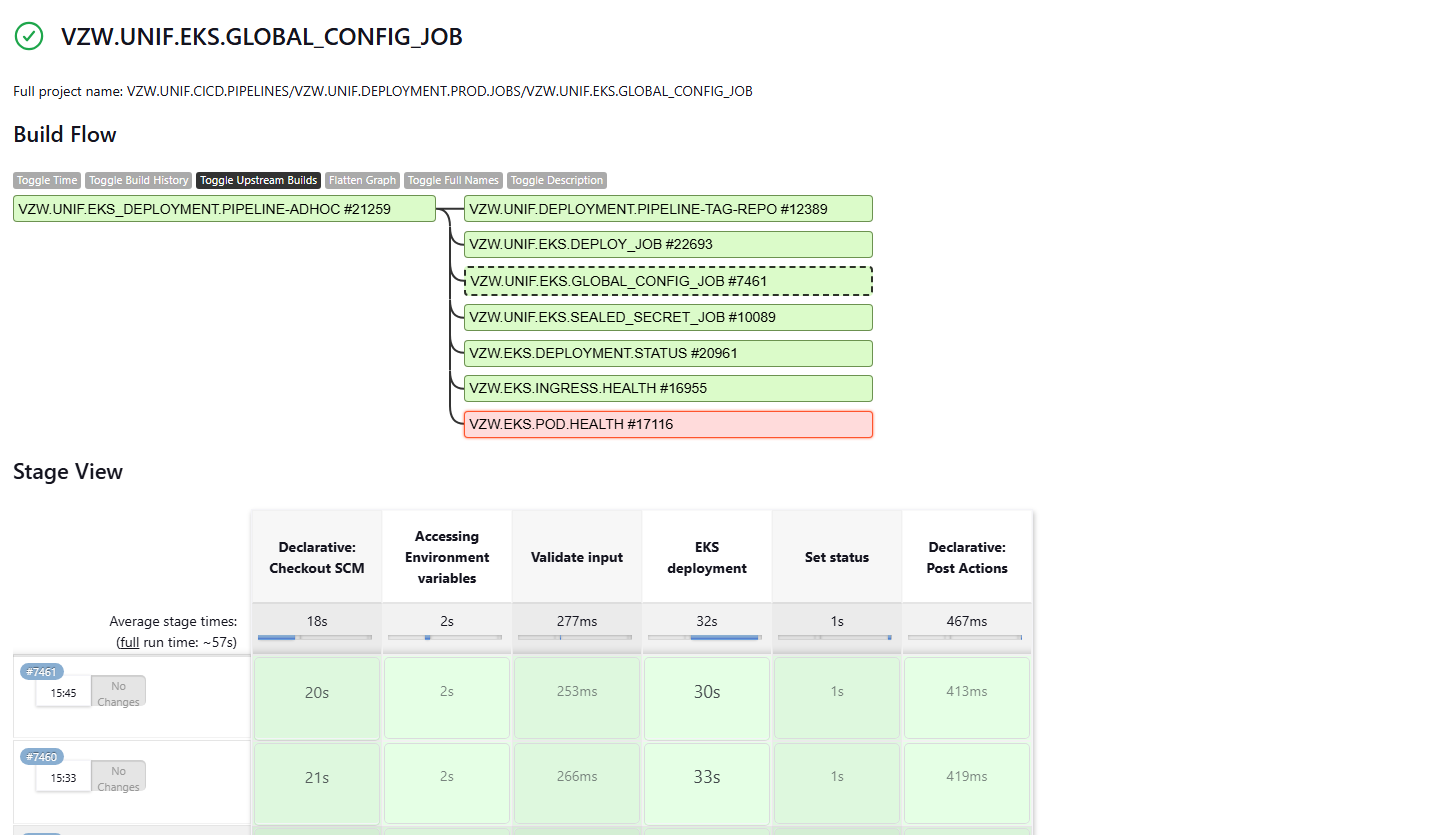 VZW.UNIF.EKS.GLOBAL_CONFIG_JOB
Full project name: VZW.UNIF.CICD.PIPELINES/VZW.UNIF.DEPLOYMENT.PROD.JOBS/VZW.UNIF.EKS.GLOBAL_CONFIG_JOB
Build Flow
Toggle Time Toggle Build History Toggle Upstream Builds Flatten Graph Toggle Full Names Toggle Description
VZW.UNIF.EKS_DEPLOYMENT.PIPELINE-ADHOC #21259
VZW.UNIF.DEPLOYMENT.PIPELINE-TAG-REPO #12389
VZW.UNIF.EKS.DEPLOY_JOB #22693
VZW.UNIF.EKS.GLOBAL_CONFIG_JOB #7461
VZW.UNIF.EKS.SEALED_SECRET_JOB #10089
VZW.EKS.DEPLOYMENT.STATUS #20961
VZW.EKS.INGRESS.HEALTH #16955
VZW.EKS.POD.HEALTH #17116
Stage View
Declarative:
Checkout SCM
Accessing
Environment
variables
Validate input
EKS
deployment
Set status
Declarative:
Post Actions
Average stage times:
(full run time: ~57s)
18s 2s 277ms 32s 1s 467ms
#7461
15:45
No
Changes
20s 2s 253ms 30s 1s 413ms
#7460
15:33
No
Changes
21s 2s 266ms 33s 1s 419ms